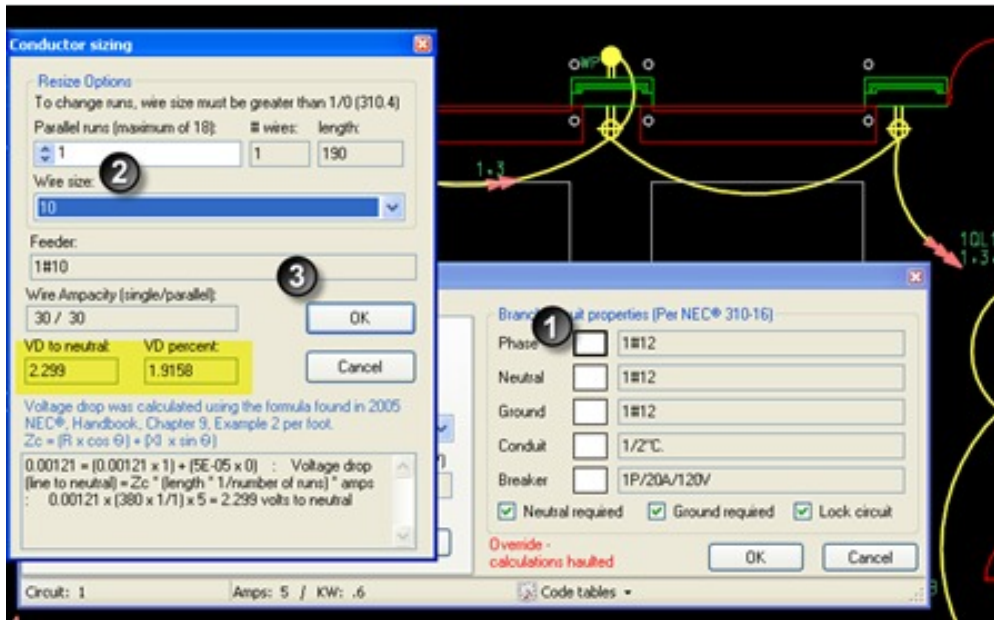 Conductor sizing
Resize Options
To change runs, wire size must be greater than 1/0 (310.4)
Parallel runs (maximum of 18): # wires: length:
1 1 190
2
Wire size:
10
Feeder:
1#10
3
Wire Ampacity (single/parallel):
30 / 30
OK
VD to neutral: VD percent:
2.299 1.9158
Cancel
Voltage drop was calculated using the formula found in 2005
NEC®, Handbook, Chapter 9, Example 2 per foot.
Zc = (R x cos Θ) + (Xl x sin Θ)
0.00121 = (0.00121 x 1) + (5E-05 x 0) : Voltage drop
(line to neutral) = Zc * (length * 1/number of runs) * amps
: 0.00121 x (380 x 1/1) x 5 = 2.299 volts to neutral
WP
1,3
1QL1
Branch circuit properties (Per NEC® 310-16)
1
Phase 1#12
Neutral 1#12
Ground 1#12
Conduit 1/2"C.
Breaker 1P/20A/120V
Neutral required Ground required Lock circuit
Override -
calculations haulted
OK Cancel
Circuit: 1 Amps: 5 / KW: .6 Code tables